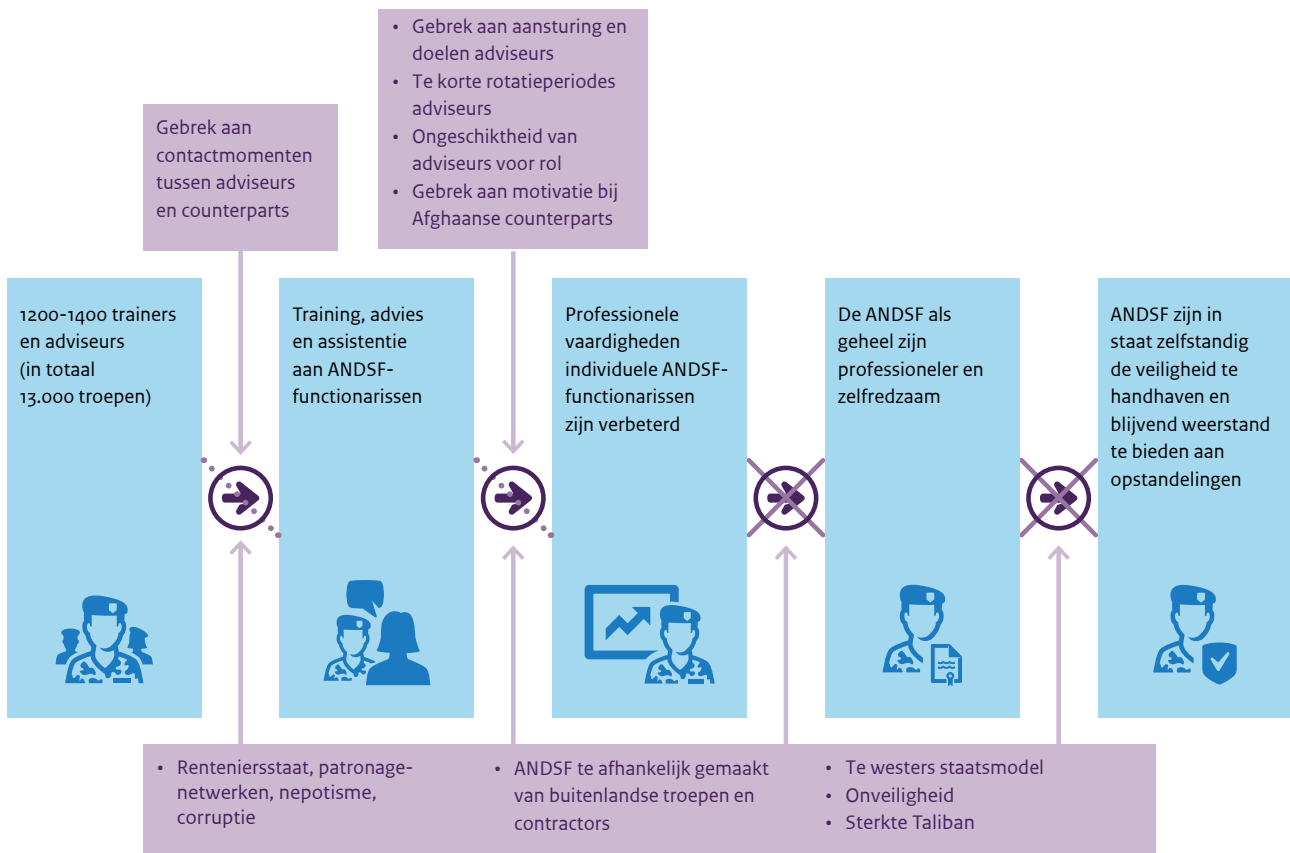 • Gebrek aan aansturing en
doelen adviseurs
• Te korte rotatieperiodes
adviseurs
• Ongeschiktheid van
adviseurs voor rol
• Gebrek aan motivatie bij
Afghaanse counterparts
Gebrek aan
contactmomenten
tussen adviseurs
en counterparts
1200-1400 trainers
en adviseurs
(in totaal
13.000 troepen)
Training, advies
en assistentie
aan ANDSF-
functionarissen
Professionele
vaardigheden
individuele ANDSF-
functionarissen
zijn verbeterd
De ANDSF als
geheel zijn
professioneler en
zelfredzaam
ANDSF zijn in
staat zelfstandig
de veiligheid te
handhaven en
blijvend weerstand
te bieden aan
opstandelingen
• Renteniersstaat, patronage-
netwerken, nepotisme,
corruptie
• ANDSF te afhankelijk gemaakt
van buitenlandse troepen en
contractors
• Te westers staatsmodel
• Onveiligheid
• Sterkte Taliban